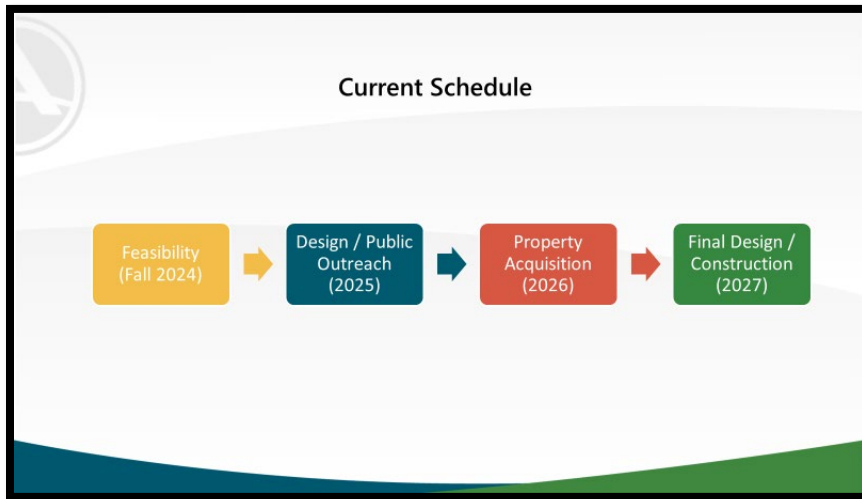 Current Schedule
Feasibility
(Fall 2024)
Design / Public
Outreach
(2025)
Property
Acquisition
(2026)
Final Design /
Construction
(2027)